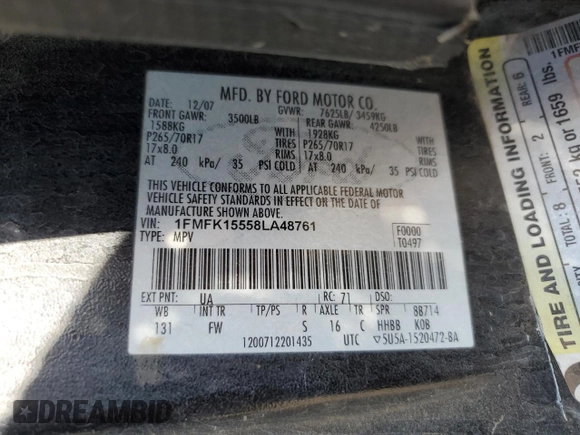 MFD. BY FORD MOTOR CO.
DATE: 12/07 GVWR: 7625LB/ 3459KG
FRONT GAWR: 3500LB REAR GAWR: 4250LB
1588KG 1928KG
P265/70R17 TIRES P265/70R17 TIRES
17x8.0 RIMS 17x8.0 RIMS
AT 240 kPa/ 35 PSI COLD AT 240 kPa/ 35 PSI COLD
THIS VEHICLE CONFORMS TO ALL APPLICABLE FEDERAL MOTOR
VEHICLE SAFETY STANDARDS IN EFFECT ON THE DATE OF
MANUFACTURE SHOWN ABOVE.
VIN: 1FMFK15558LA48761 F0000
TYPE: MPV T0497
EXT PNT: UA RC: 71 DSO:
WB INT TR TP/PS R AXLE TR SPR 8B714
131 FW S 16 C HHBB KOB
1200712201435 UTC ▽5U5A-1520472-BA
TIRE AND LOADING INFORMATION
TOTAL: 8 FRONT: 2 REAR: 6
kg or 1659 lbs.
1FMF
DREAMBID